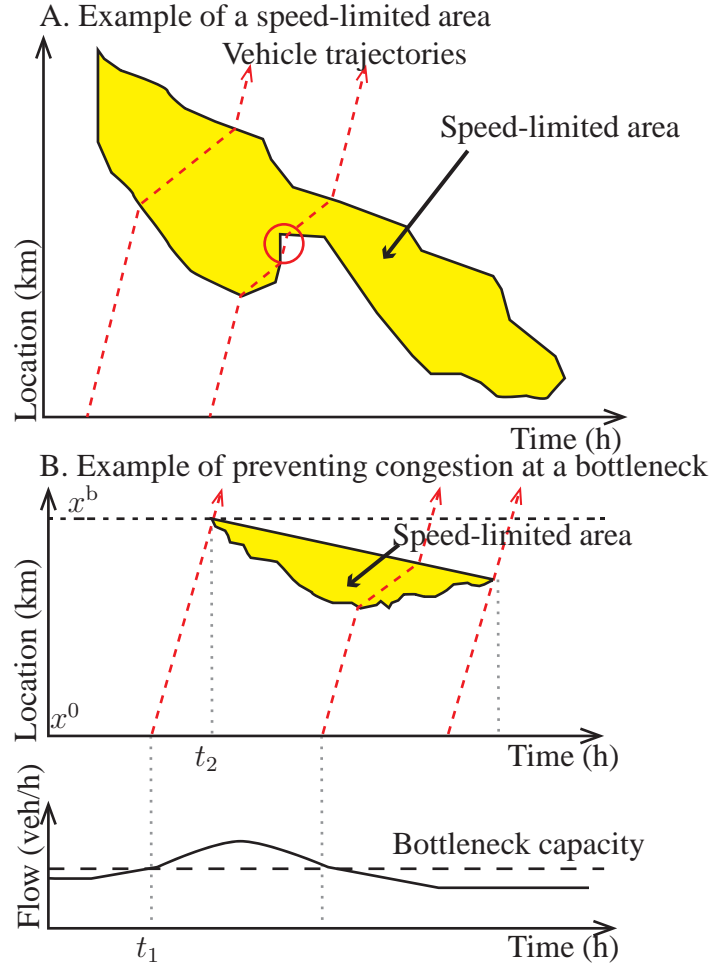 A. Example of a speed-limited area
Vehicle trajectories
Speed-limited area
Location (km)
Time (h)
B. Example of preventing congestion at a bottleneck
x^b
Speed-limited area
Location (km)
x^0
t_2
Time (h)
Flow (veh/h)
Bottleneck capacity
t_1
Time (h)